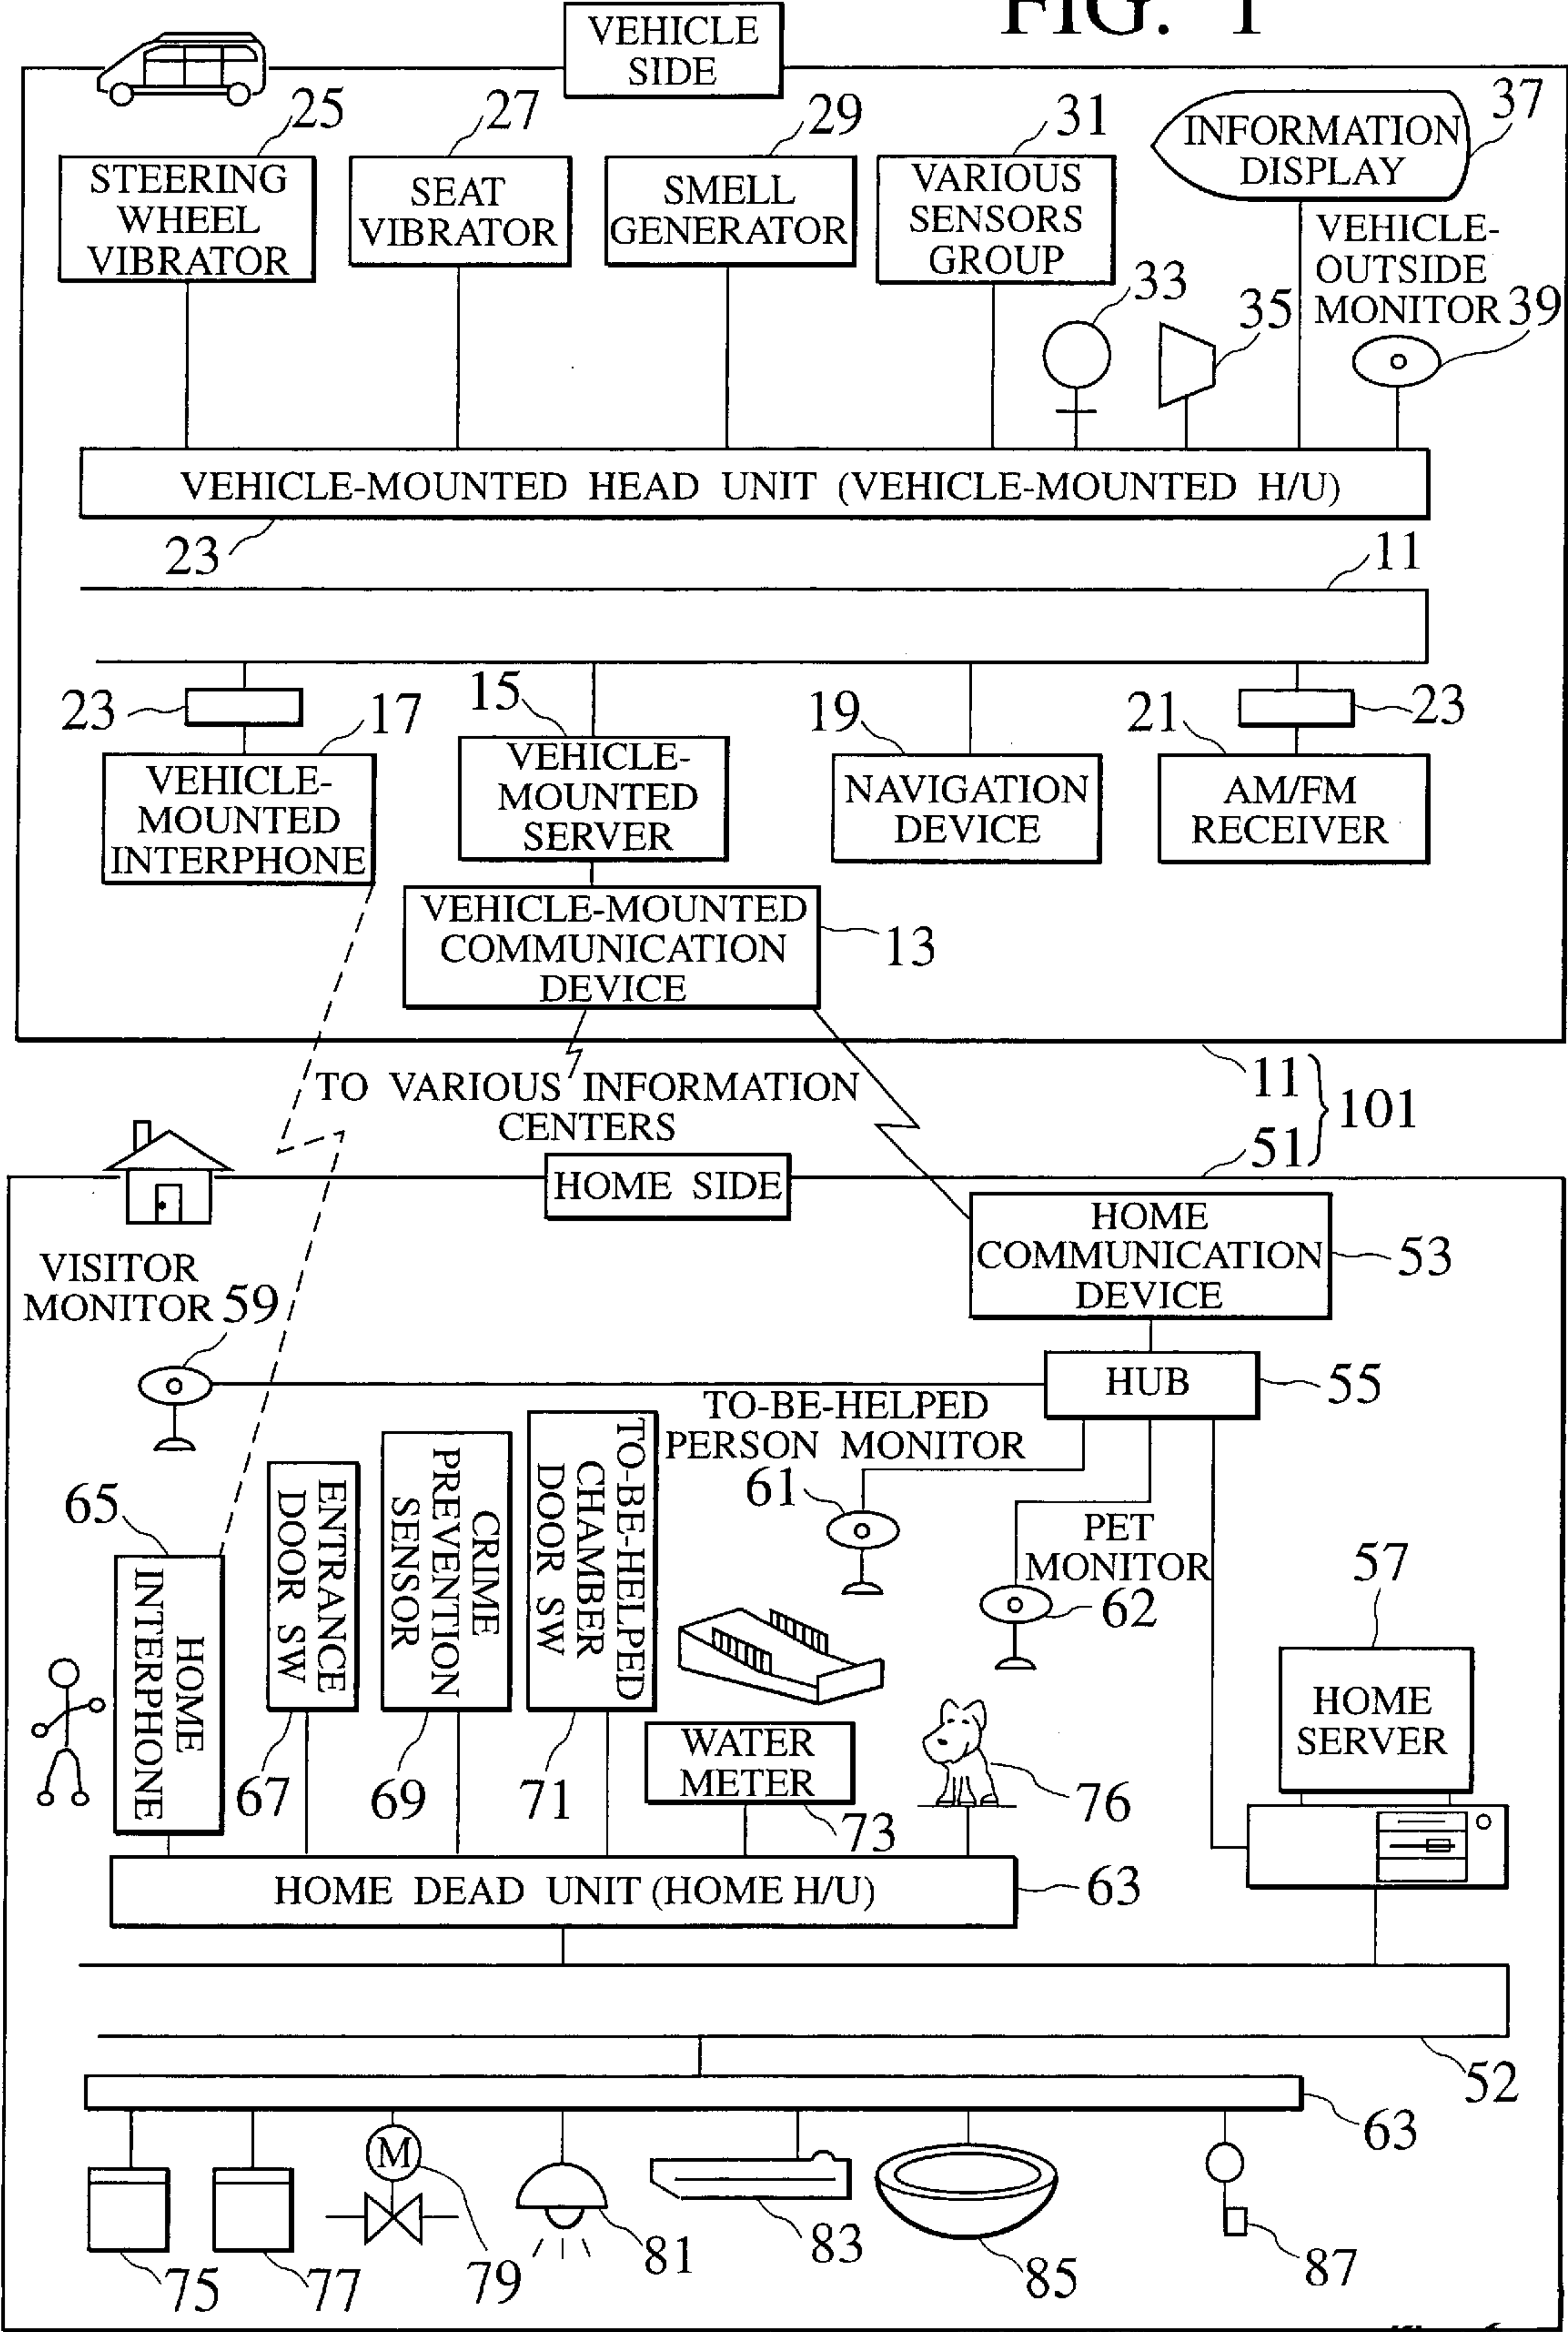 FIG. 1
VEHICLE
SIDE
25
27
29
31
37
STEERING
WHEEL
VIBRATOR
SEAT
VIBRATOR
SMELL
GENERATOR
VARIOUS
SENSORS
GROUP
INFORMATION
DISPLAY
33
35
VEHICLE-
OUTSIDE
MONITOR 39
VEHICLE-MOUNTED HEAD UNIT (VEHICLE-MOUNTED H/U)
23
11
23
17
15
19
21
23
VEHICLE-
MOUNTED
INTERPHONE
VEHICLE-
MOUNTED
SERVER
NAVIGATION
DEVICE
AM/FM
RECEIVER
VEHICLE-MOUNTED
COMMUNICATION
DEVICE
13
TO VARIOUS INFORMATION
CENTERS
11
51
101
HOME SIDE
HOME
COMMUNICATION
DEVICE
53
VISITOR
MONITOR 59
HUB
55
TO-BE-HELPED
PERSON MONITOR
61
PET
MONITOR
62
57
HOME
SERVER
65
HOME
INTERPHONE
ENTRANCE
DOOR SW
67
CRIME
PREVENTION
SENSOR
69
TO-BE-HELPED
CHAMBER
DOOR SW
71
WATER
METER
73
76
HOME DEAD UNIT (HOME H/U)
63
52
63
M
75
77
79
81
83
85
87